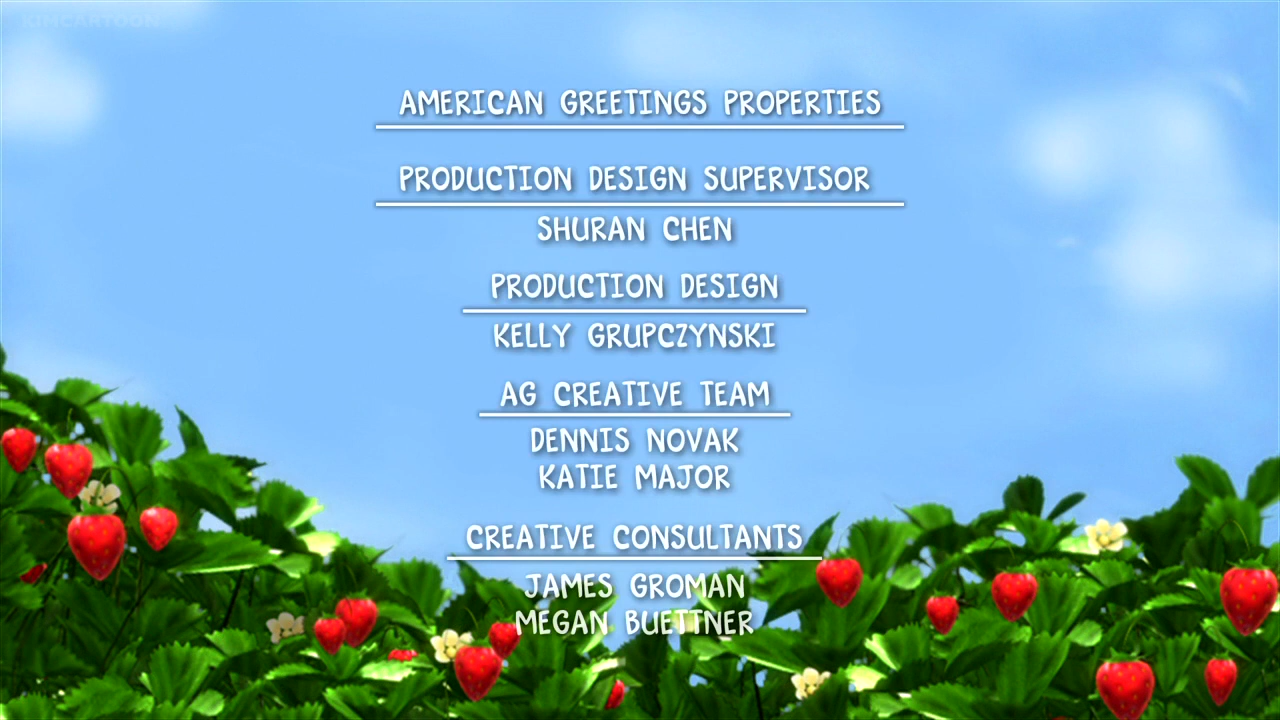 KIMCARTOON
AMERICAN GREETINGS PROPERTIES
PRODUCTION DESIGN SUPERVISOR
SHURAN CHEN
PRODUCTION DESIGN
KELLY GRUPCZYNSKI
AG CREATIVE TEAM
DENNIS NOVAK
KATIE MAJOR
CREATIVE CONSULTANTS
JAMES GROMAN
MEGAN BUETTNER